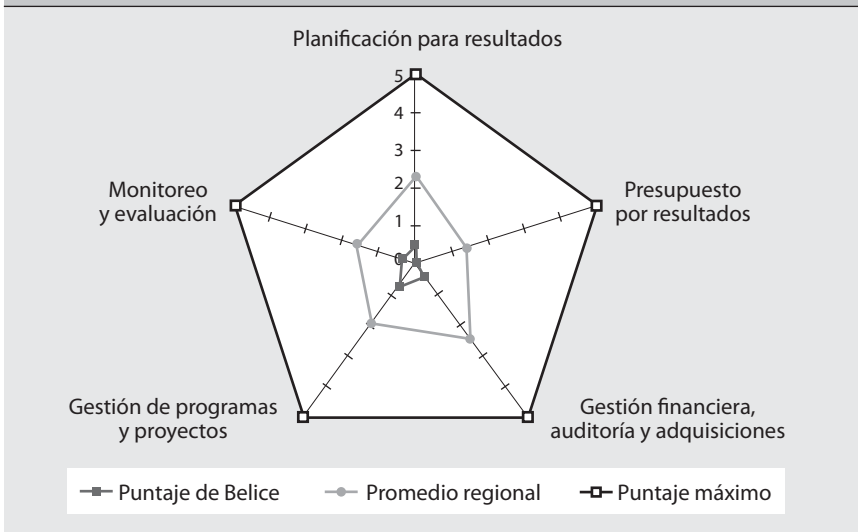 Planificación para resultados
5
4
3
2
1
0
Monitoreo
y evaluación
Presupuesto
por resultados
Gestión de programas
y proyectos
Gestión financiera,
auditoría y adquisiciones
Puntaje de Belice
Promedio regional
Puntaje máximo